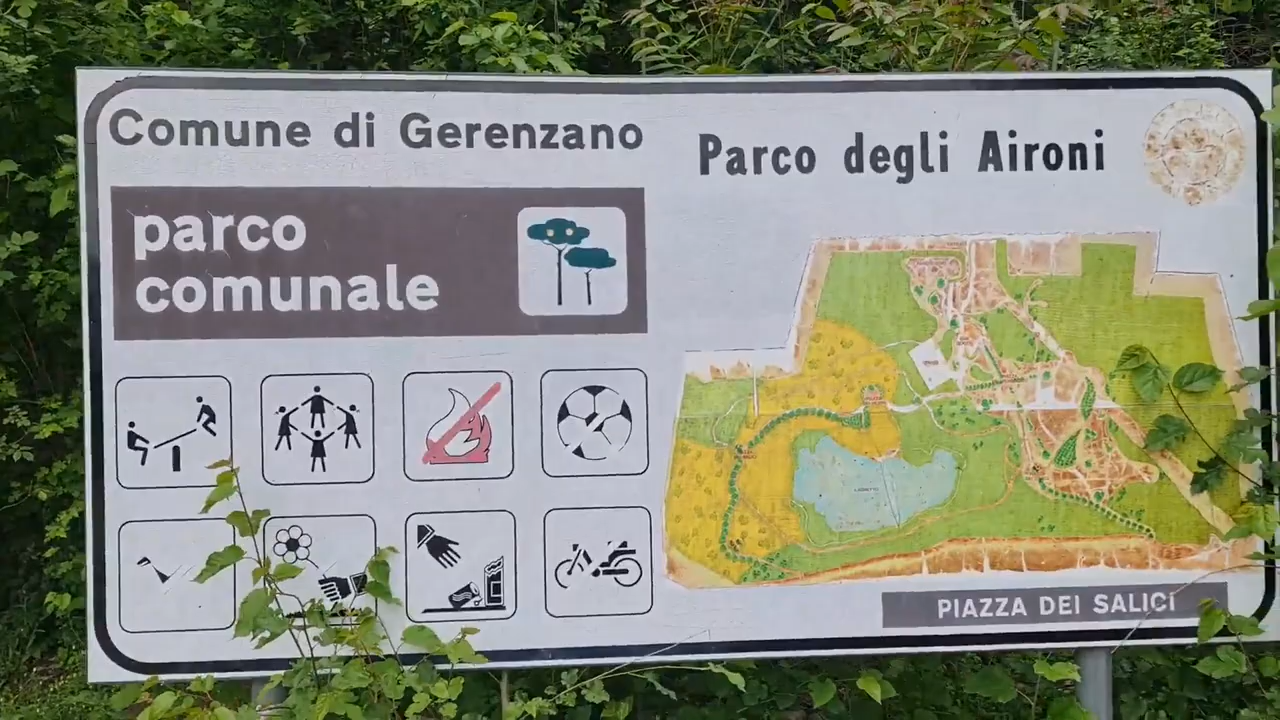 Comune di Gerenzano
parco
comunale
Parco degli Aironi
PIAZZA DEI SALICI